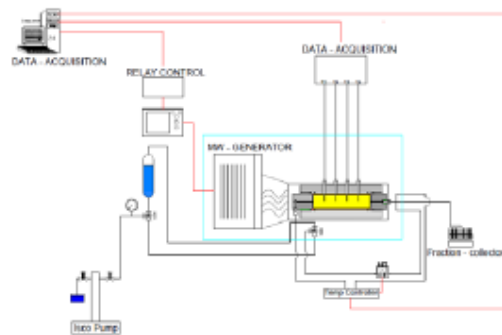 DATA - ACQUISITION
DATA - ACQUISITION
RELAY CONTROL
MW - GENERATOR
Fraction - collector
Temp Controller
Isco Pump